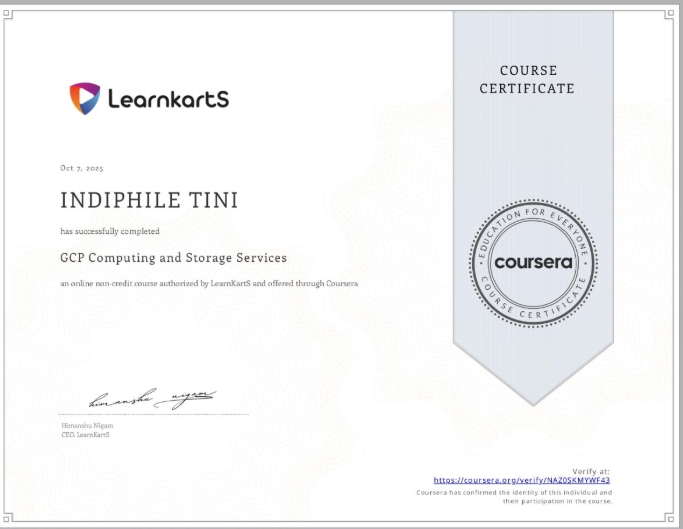 LearnkartS
COURSE
CERTIFICATE
Oct 7, 2025
INDIPHILE TINI
has successfully completed
GCP Computing and Storage Services
an online non-credit course authorized by LearnKartS and offered through Coursera
EDUCATION FOR EVERYONE
coursera
COURSE CERTIFICATE
himanshu nigam
Himanshu Nigam
CEO, LearnKartS
Verify at:
https://coursera.org/verify/NAZ0SKMYWF43
Coursera has confirmed the identity of this individual and
their participation in the course.